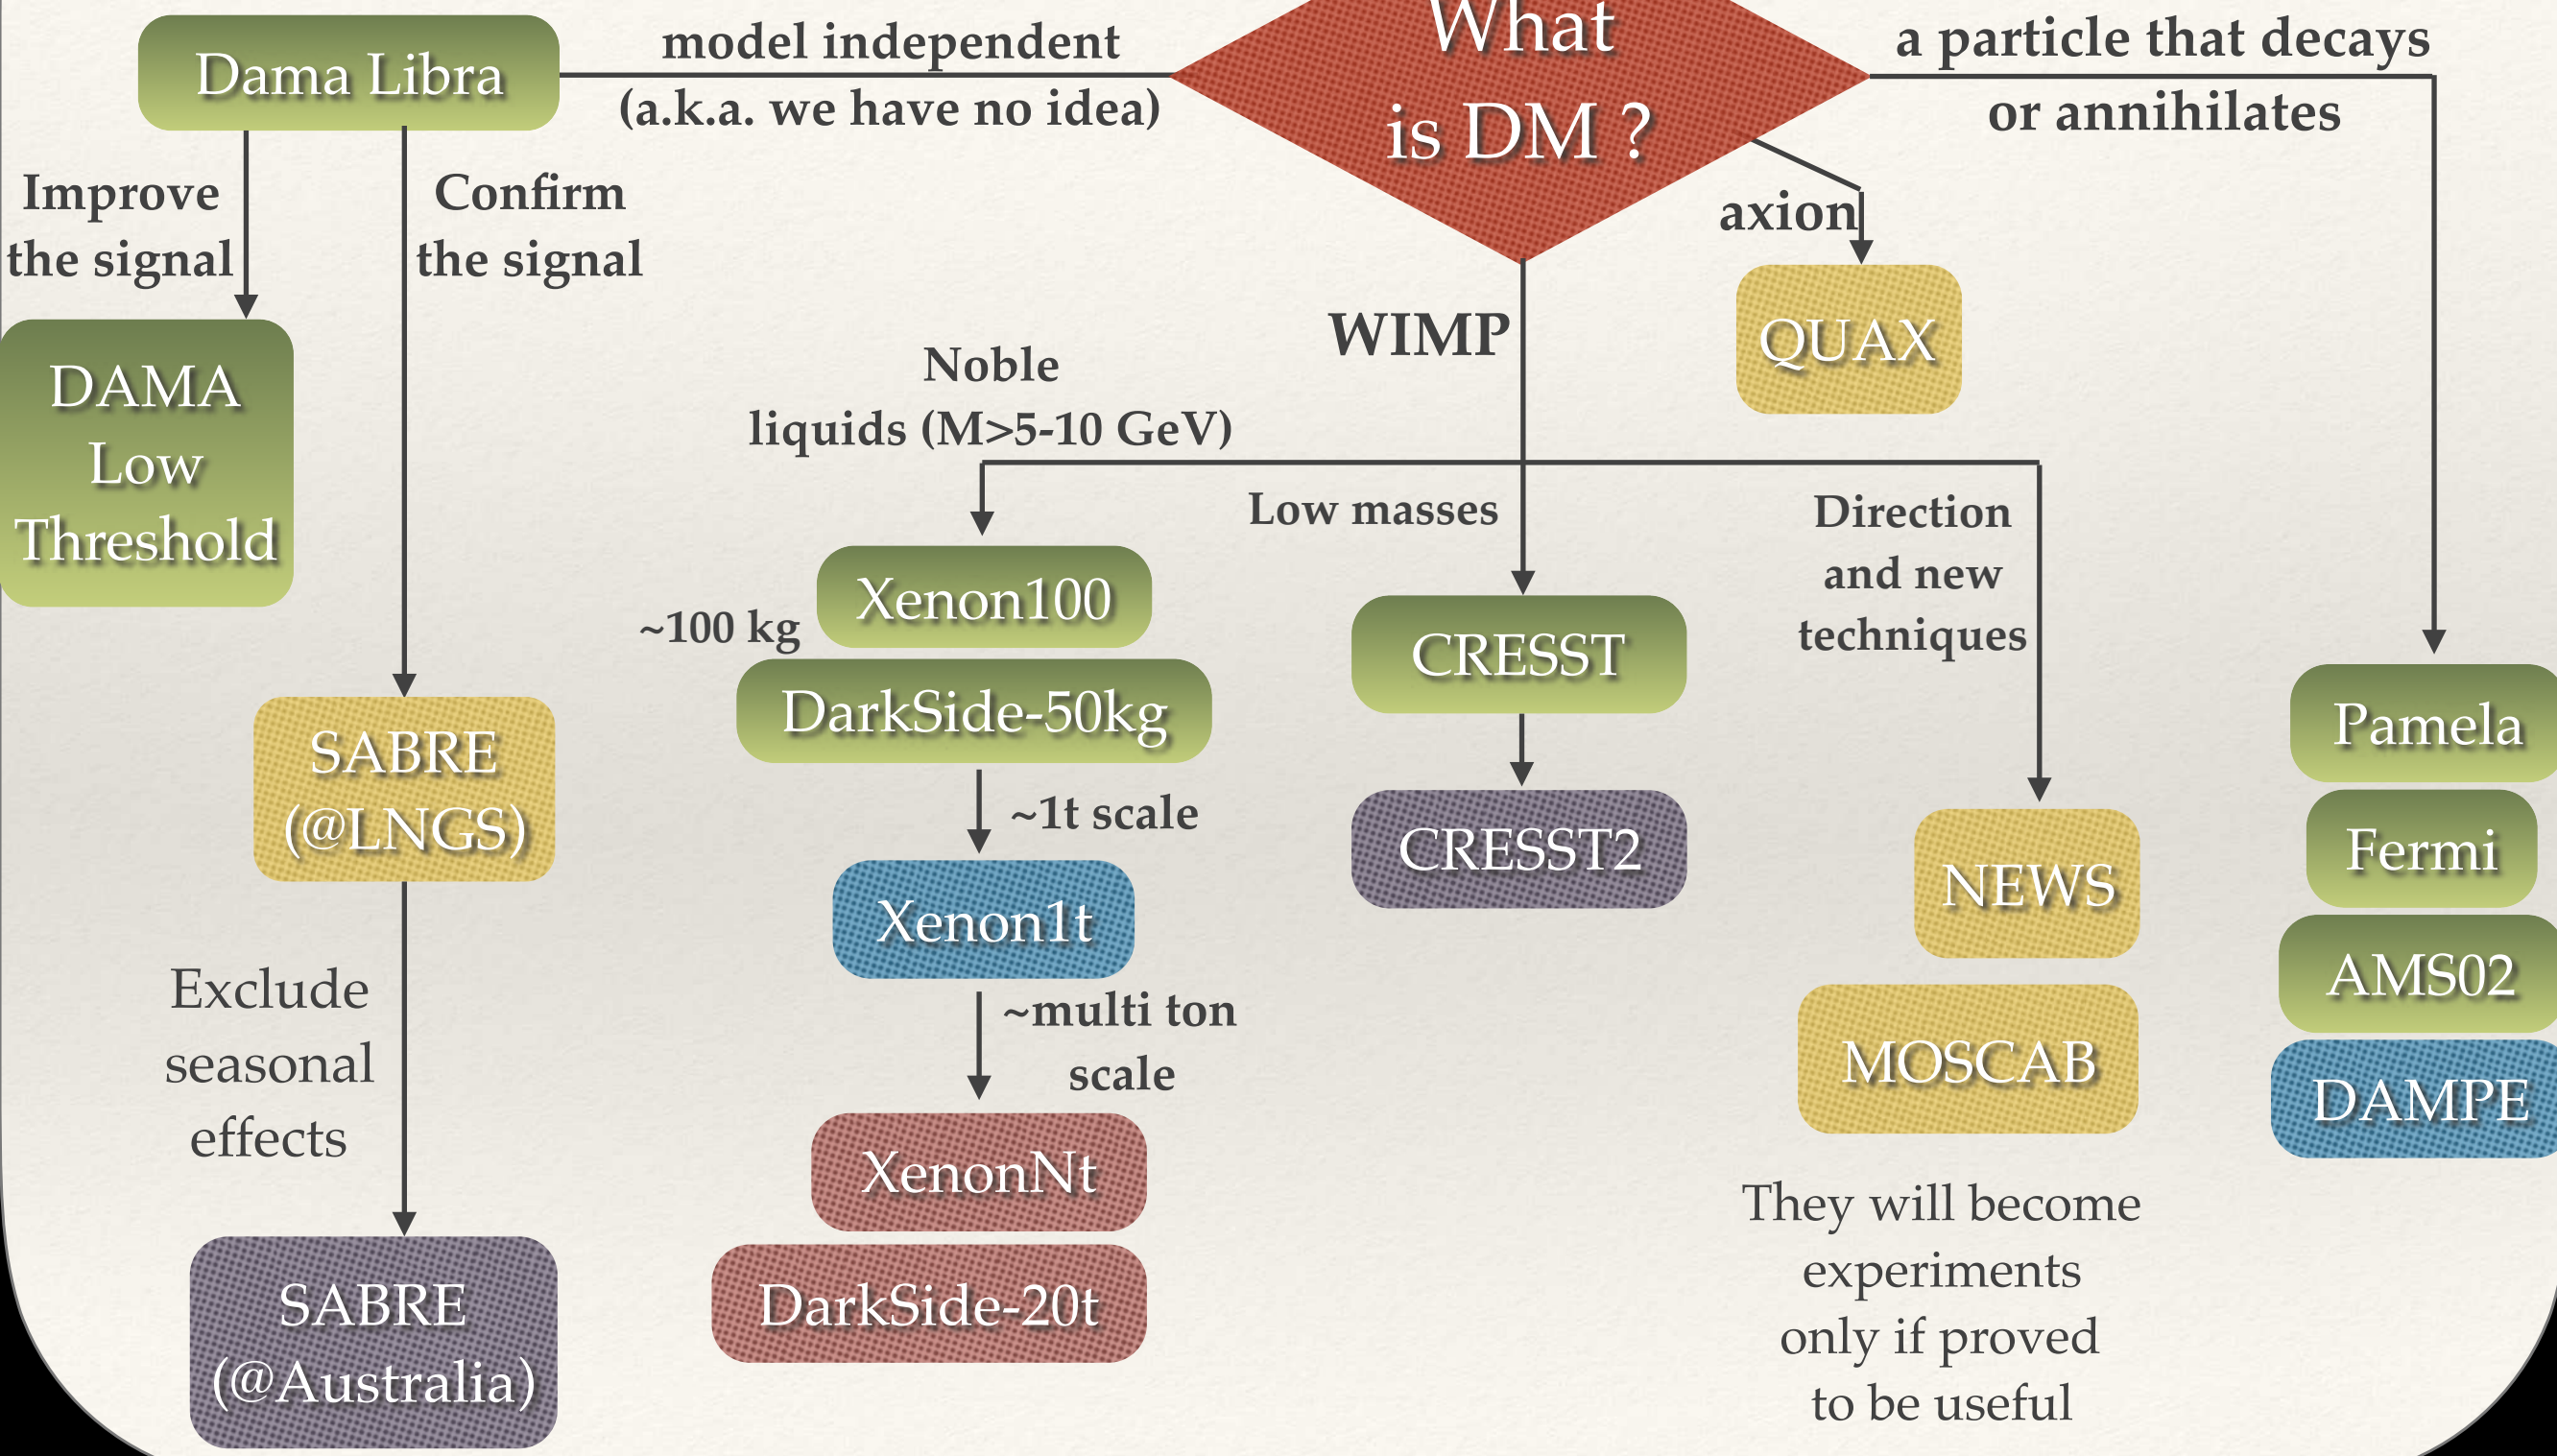 What
is DM ?
Dama Libra
model independent
(a.k.a. we have no idea)
a particle that decays
or annihilates
Improve
the signal
Confirm
the signal
axion
QUAX
WIMP
DAMA
Low
Threshold
Noble
liquids (M>5-10 GeV)
Low masses
Direction
and new
techniques
~100 kg
Xenon100
DarkSide-50kg
~1t scale
Xenon1t
~multi ton
scale
XenonNt
DarkSide-20t
CRESST
CRESST2
NEWS
MOSCAB
They will become
experiments
only if proved
to be useful
Pamela
Fermi
AMS02
DAMPE
SABRE
(@LNGS)
Exclude
seasonal
effects
SABRE
(@Australia)